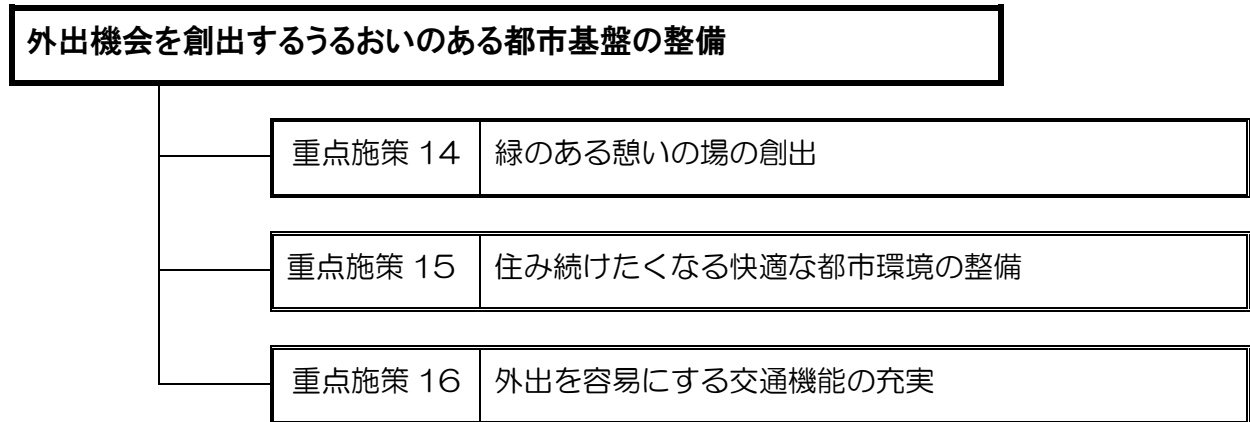 外出機会を創出するうるおいのある都市基盤の整備
重点施策 14 緑のある憩いの場の創出
重点施策 15 住み続けたくなる快適な都市環境の整備
重点施策 16 外出を容易にする交通機能の充実